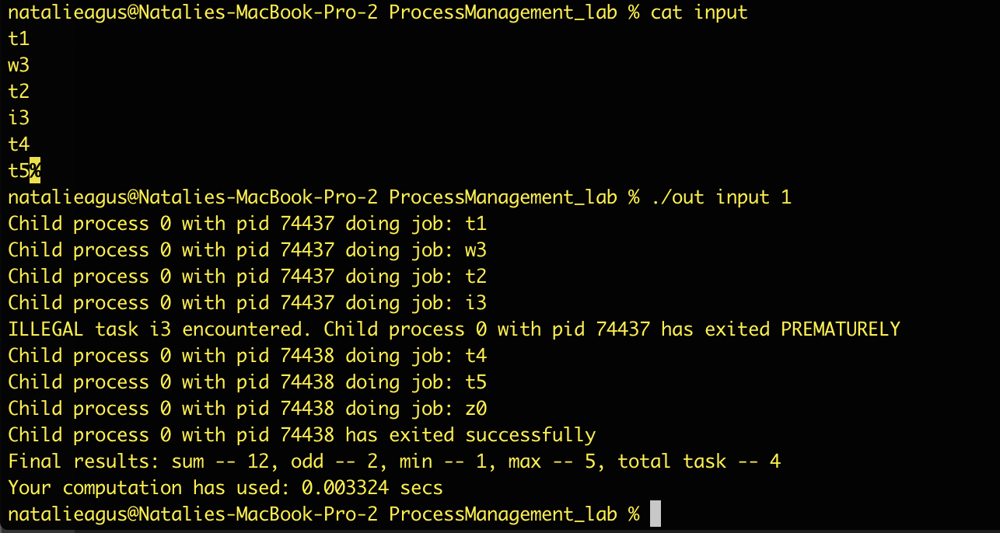 natalieagus@Natalies-MacBook-Pro-2 ProcessManagement_lab % cat input
t1
w3
t2
i3
t4
t5%
natalieagus@Natalies-MacBook-Pro-2 ProcessManagement_lab % ./out input 1
Child process 0 with pid 74437 doing job: t1
Child process 0 with pid 74437 doing job: w3
Child process 0 with pid 74437 doing job: t2
Child process 0 with pid 74437 doing job: i3
ILLEGAL task i3 encountered. Child process 0 with pid 74437 has exited PREMATURELY
Child process 0 with pid 74438 doing job: t4
Child process 0 with pid 74438 doing job: t5
Child process 0 with pid 74438 doing job: z0
Child process 0 with pid 74438 has exited successfully
Final results: sum -- 12, odd -- 2, min -- 1, max -- 5, total task -- 4
Your computation has used: 0.003324 secs
natalieagus@Natalies-MacBook-Pro-2 ProcessManagement_lab %